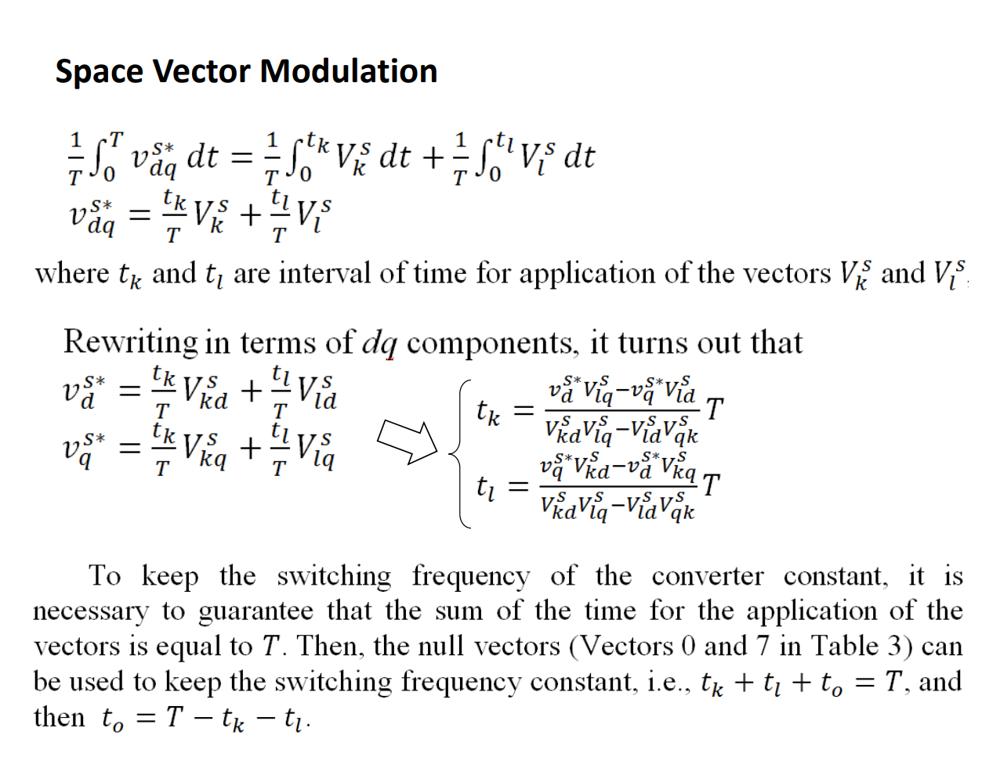 Space Vector Modulation
$\frac{1}{T}\int_0^T v_{dq}^{s*}\, dt = \frac{1}{T}\int_0^{t_k} V_k^s\, dt + \frac{1}{T}\int_0^{t_l} V_l^s\, dt$
$v_{dq}^{s*} = \frac{t_k}{T} V_k^s + \frac{t_l}{T} V_l^s$
where $t_k$ and $t_l$ are interval of time for application of the vectors $V_k^s$ and $V_l^s$.
Rewriting in terms of dq components, it turns out that
$v_d^{s*} = \frac{t_k}{T} V_{kd}^s + \frac{t_l}{T} V_{ld}^s$
$v_q^{s*} = \frac{t_k}{T} V_{kq}^s + \frac{t_l}{T} V_{lq}^s$
$t_k = \frac{v_d^{s*} V_{lq}^s - v_q^{s*} V_{ld}^s}{V_{kd}^s V_{lq}^s - V_{ld}^s V_{qk}^s} T$
$t_l = \frac{v_q^{s*} V_{kd}^s - v_d^{s*} V_{kq}^s}{V_{kd}^s V_{lq}^s - V_{ld}^s V_{qk}^s} T$
To keep the switching frequency of the converter constant, it is
necessary to guarantee that the sum of the time for the application of the
vectors is equal to $T$. Then, the null vectors (Vectors 0 and 7 in Table 3) can
be used to keep the switching frequency constant, i.e., $t_k + t_l + t_o = T$, and
then $t_o = T - t_k - t_l$.